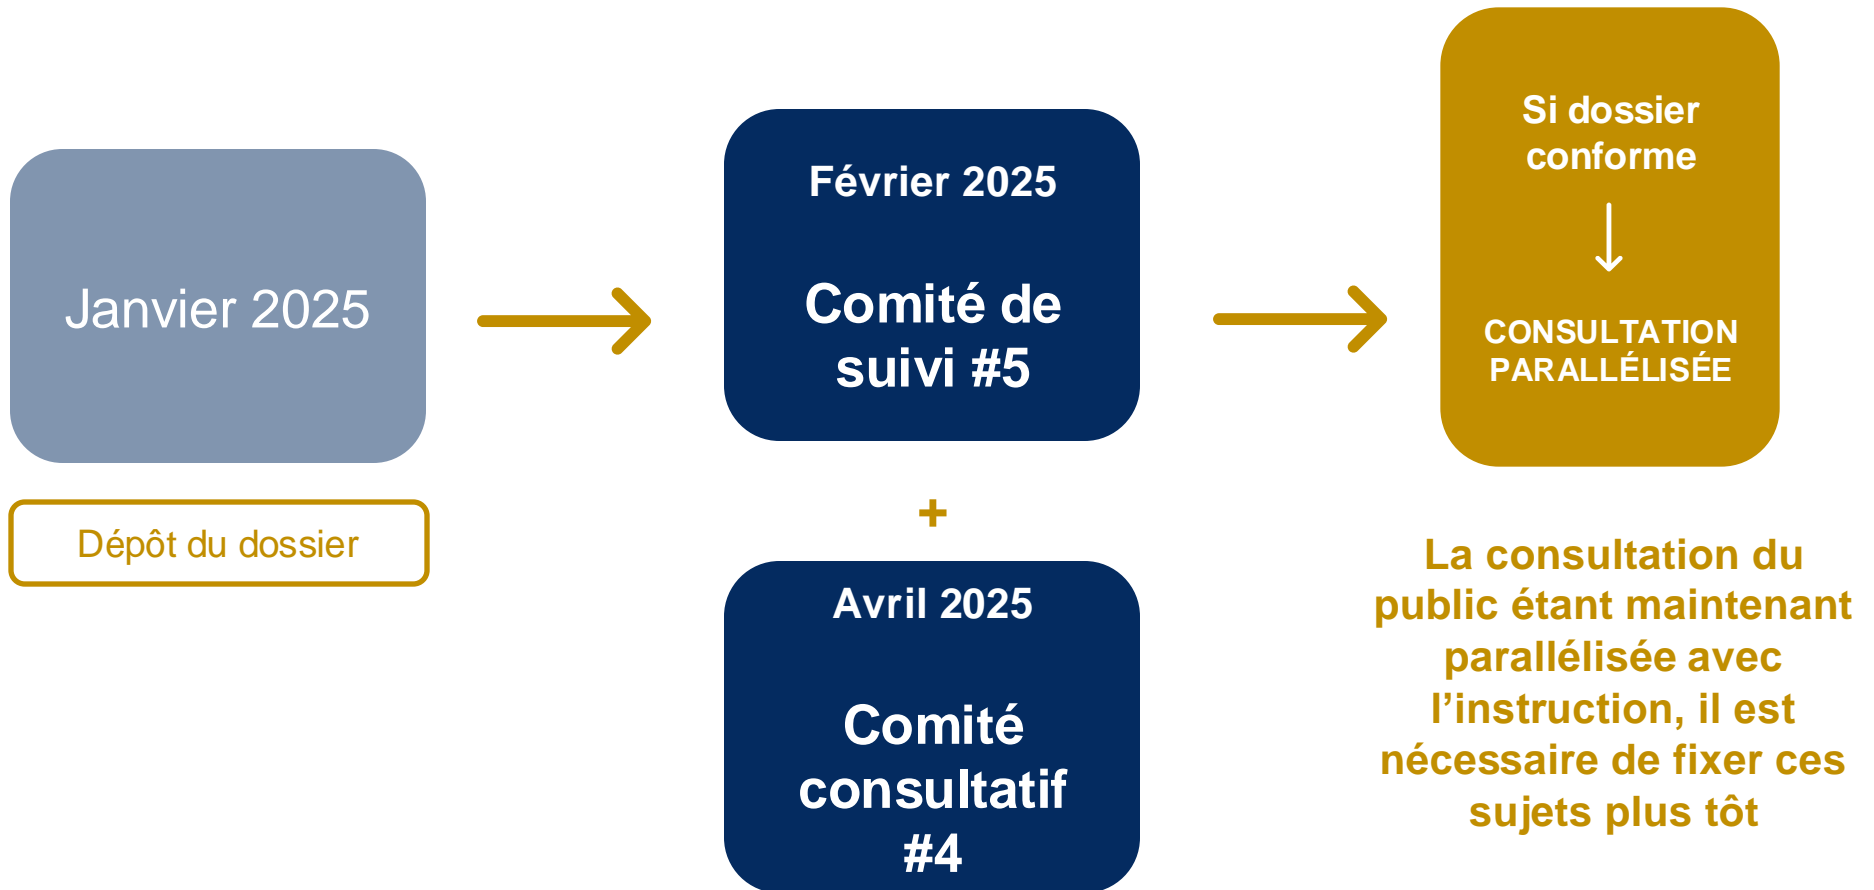 Janvier 2025
Dépôt du dossier
Février 2025
Comité de
suivi #5
+
Avril 2025
Comité
consultatif
#4
Si dossier
conforme
CONSULTATION
PARALLÉLISÉE
La consultation du
public étant maintenant
parallélisée avec
l’instruction, il est
nécessaire de fixer ces
sujets plus tôt